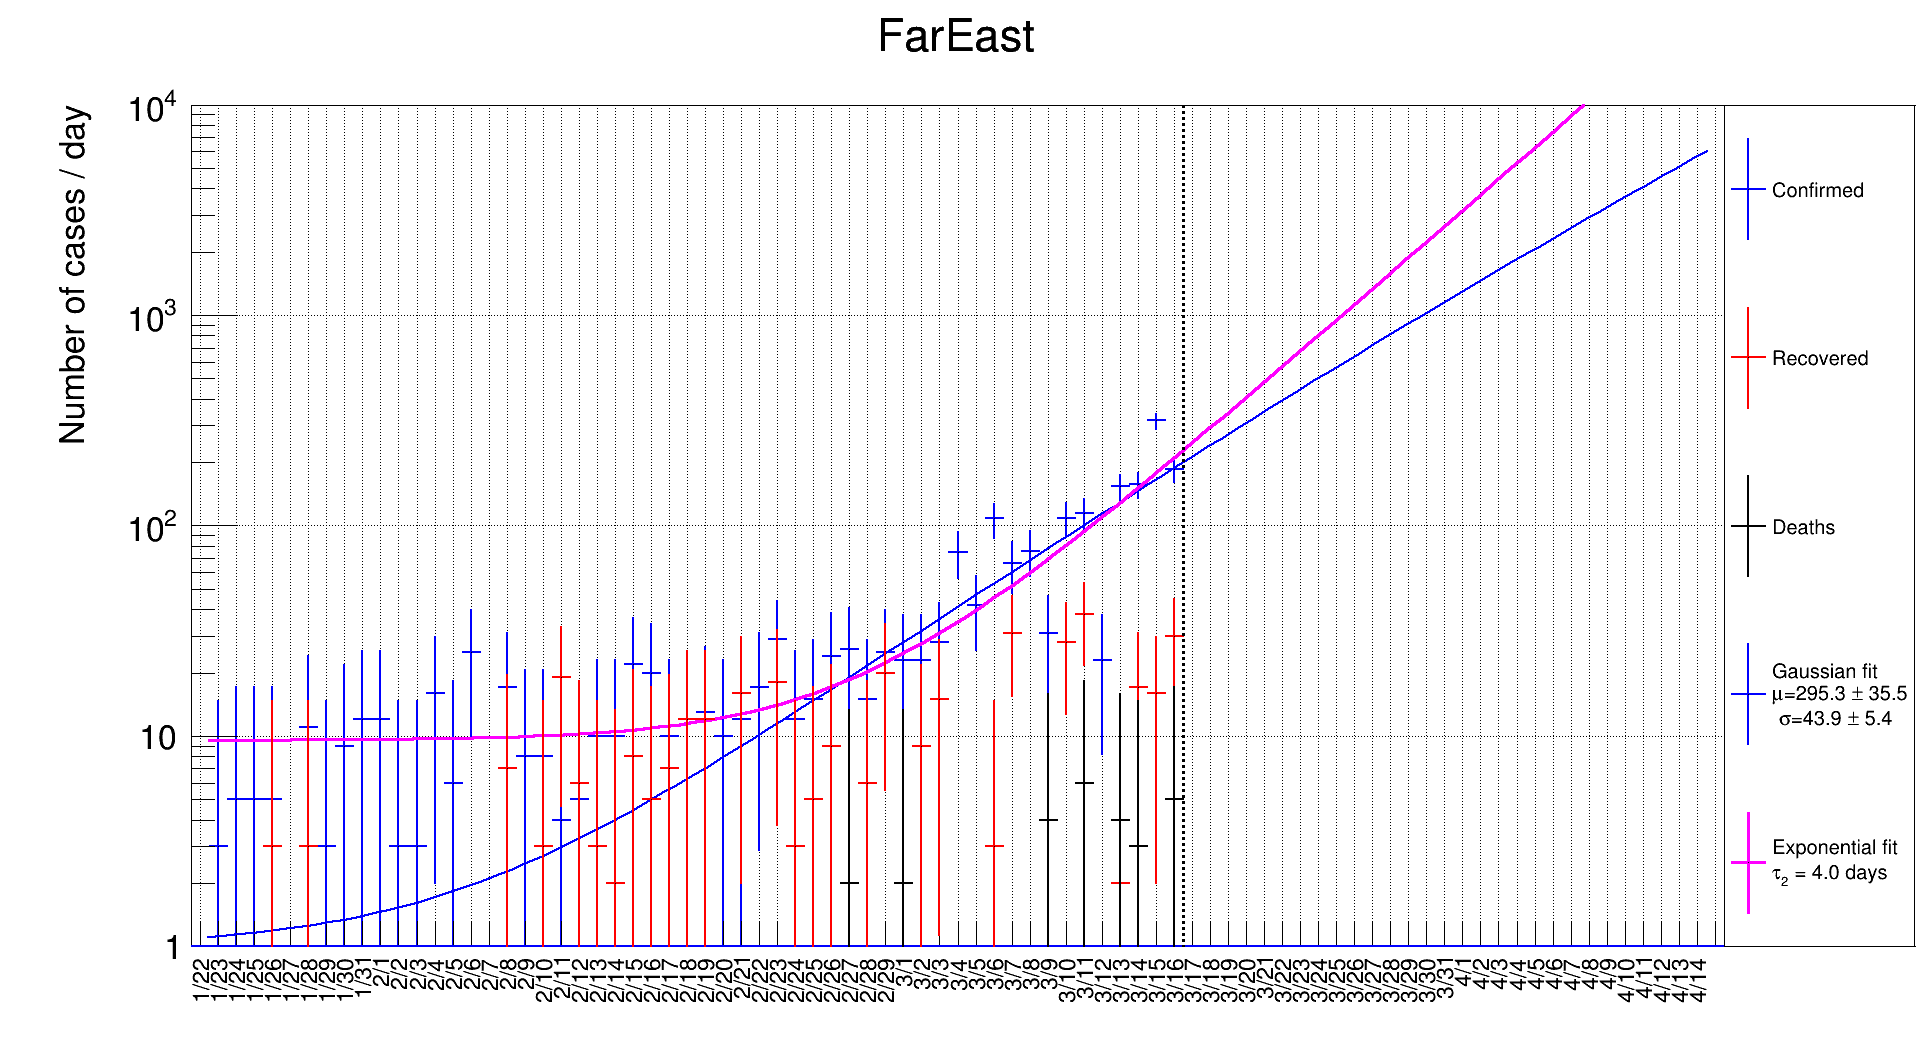 FarEast
Number of cases / day
10^4
10^3
10^2
10
1
1/22 1/23 1/24 1/25 1/26 1/27 1/28 1/29 1/30 1/31 2/1 2/2 2/3 2/4 2/5 2/6 2/7 2/8 2/9 2/10 2/11 2/12 2/13 2/14 2/15 2/16 2/17 2/18 2/19 2/20 2/21 2/22 2/23 2/24 2/25 2/26 2/27 2/28 2/29 3/1 3/2 3/3 3/4 3/5 3/6 3/7 3/8 3/9 3/10 3/11 3/12 3/13 3/14 3/15 3/16 3/17 3/18 3/19 3/20 3/21 3/22 3/23 3/24 3/25 3/26 3/27 3/28 3/29 3/30 3/31 4/1 4/2 4/3 4/4 4/5 4/6 4/7 4/8 4/9 4/10 4/11 4/12 4/13 4/14
Confirmed
Recovered
Deaths
Gaussian fit
μ=295.3 ± 35.5
σ=43.9 ± 5.4
Exponential fit
τ₂ = 4.0 days